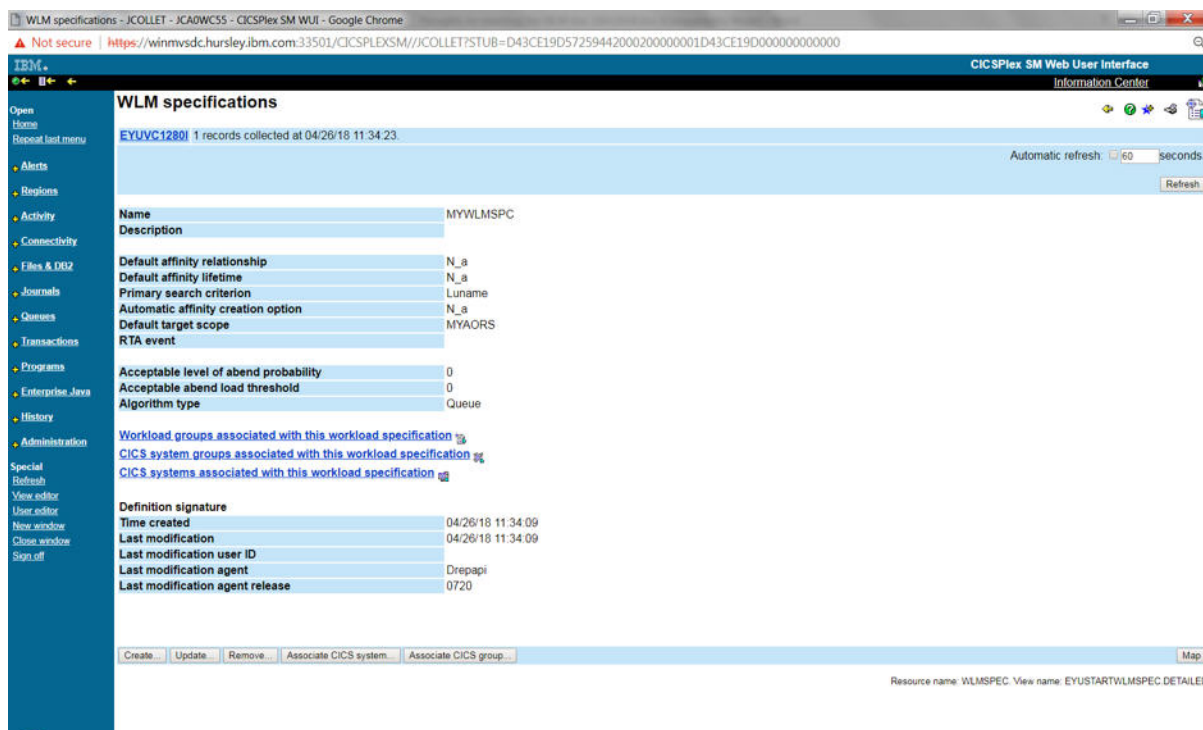 WLM specifications - JCOLLET - JCA0WC55 - CICSPlex SM WUI - Google Chrome
Not secure | https://winmvsdc.hursley.ibm.com:33501/CICSPLEXSM//JCOLLET?STUB=D43CE19D57259442000200000001D43CE19D000000000000
IBM.
CICSPlex SM Web User Interface
Information Center
Open
Home
Repeat last menu
Alerts
Regions
Activity
Connectivity
Files & DB2
Journals
Queues
Transactions
Programs
Enterprise Java
History
Administration
Special
Refresh
View editor
User editor
New window
Close window
Sign off
WLM specifications
EYUVC1280I 1 records collected at 04/26/18 11:34:23.
Automatic refresh: 60 seconds
Refresh
Name MYWLMSPC
Description
Default affinity relationship N_a
Default affinity lifetime N_a
Primary search criterion Luname
Automatic affinity creation option N_a
Default target scope MYAORS
RTA event
Acceptable level of abend probability 0
Acceptable abend load threshold 0
Algorithm type Queue
Workload groups associated with this workload specification
CICS system groups associated with this workload specification
CICS systems associated with this workload specification
Definition signature
Time created 04/26/18 11:34:09
Last modification 04/26/18 11:34:09
Last modification user ID
Last modification agent Drepapi
Last modification agent release 0720
Create... Update... Remove... Associate CICS system... Associate CICS group... Map
Resource name: WLMSPEC. View name: EYUSTARTWLMSPEC.DETAILE